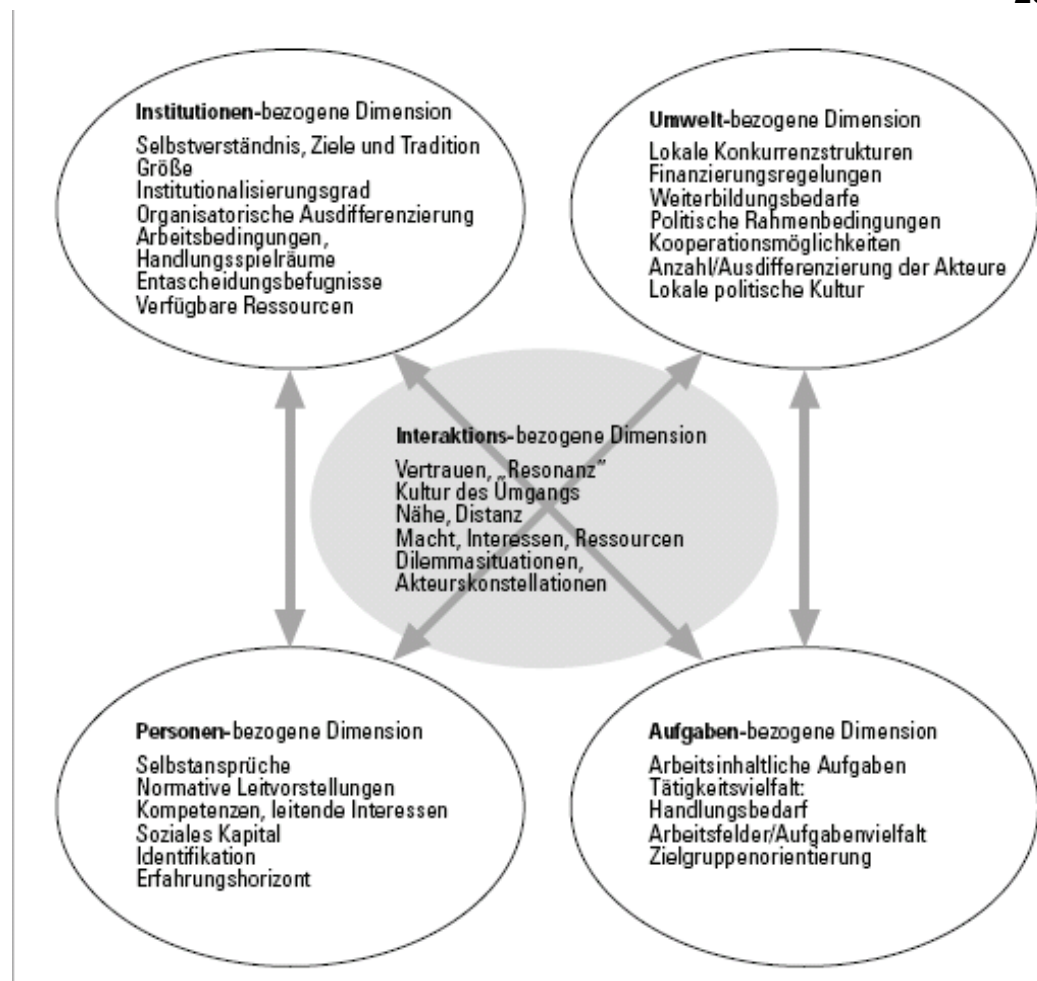 Institutionen-bezogene Dimension
Selbstverständnis, Ziele und Tradition
Größe
Institutionalisierungsgrad
Organisatorische Ausdifferenzierung
Arbeitsbedingungen,
Handlungsspielräume
Entascheidungsbefugnisse
Verfügbare Ressourcen
Umwelt-bezogene Dimension
Lokale Konkurrenzstrukturen
Finanzierungsregelungen
Weiterbildungsbedarfe
Politische Rahmenbedingungen
Kooperationsmöglichkeiten
Anzahl/Ausdifferenzierung der Akteure
Lokale politische Kultur
Interaktions-bezogene Dimension
Vertrauen, „Resonanz“
Kultur des Umgangs
Nähe, Distanz
Macht, Interessen, Ressourcen
Dilemmasituationen,
Akteurskonstellationen
Personen-bezogene Dimension
Selbstansprüche
Normative Leitvorstellungen
Kompetenzen, leitende Interessen
Soziales Kapital
Identifikation
Erfahrungshorizont
Aufgaben-bezogene Dimension
Arbeitsinhaltliche Aufgaben
Tätigkeitsvielfalt:
Handlungsbedarf
Arbeitsfelder/Aufgabenvielfalt
Zielgruppenorientierung